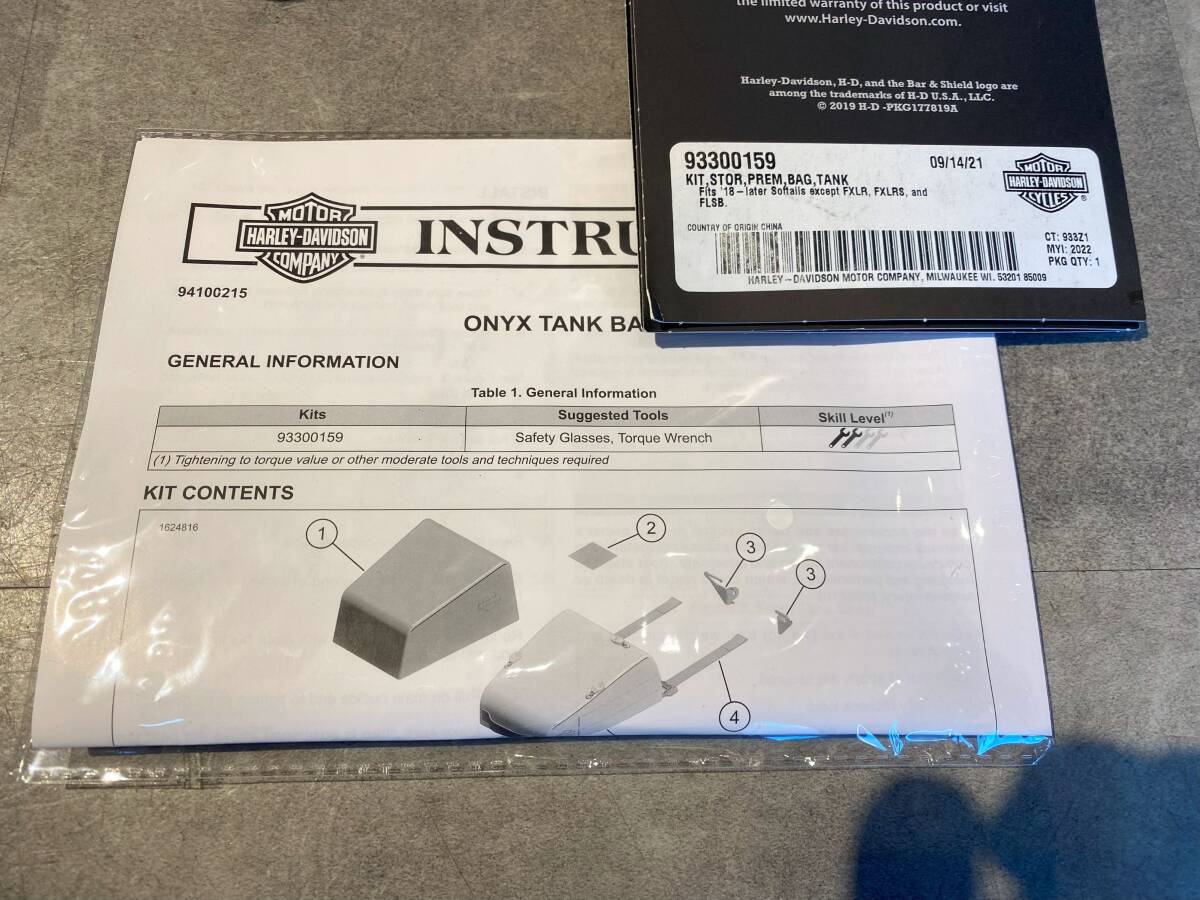 the limited warranty of this product or visit
www.Harley-Davidson.com.
Harley-Davidson, H-D, and the Bar & Shield logo are
among the trademarks of H-D U.S.A., LLC.
© 2019 H-D -PKG177819A
93300159
09/14/21
KIT,STOR,PREM,BAG,TANK
Fits '18-later Softails except FXLR, FXLRS, and
FLSB.
MOTOR
HARLEY-DAVIDSON
CYCLES
®
COUNTRY OF ORIGIN CHINA
CT: 933Z1
MYI: 2022
PKG QTY: 1
HARLEY-DAVIDSON MOTOR COMPANY, MILWAUKEE WI. 53201 85009
MOTOR
HARLEY-DAVIDSON
COMPANY
®
INSTRU
94100215
ONYX TANK BA
GENERAL INFORMATION
Table 1. General Information
Kits Suggested Tools Skill Level(1)
93300159 Safety Glasses, Torque Wrench
(1) Tightening to torque value or other moderate tools and techniques required
KIT CONTENTS
1624816
1
2
3
3
4